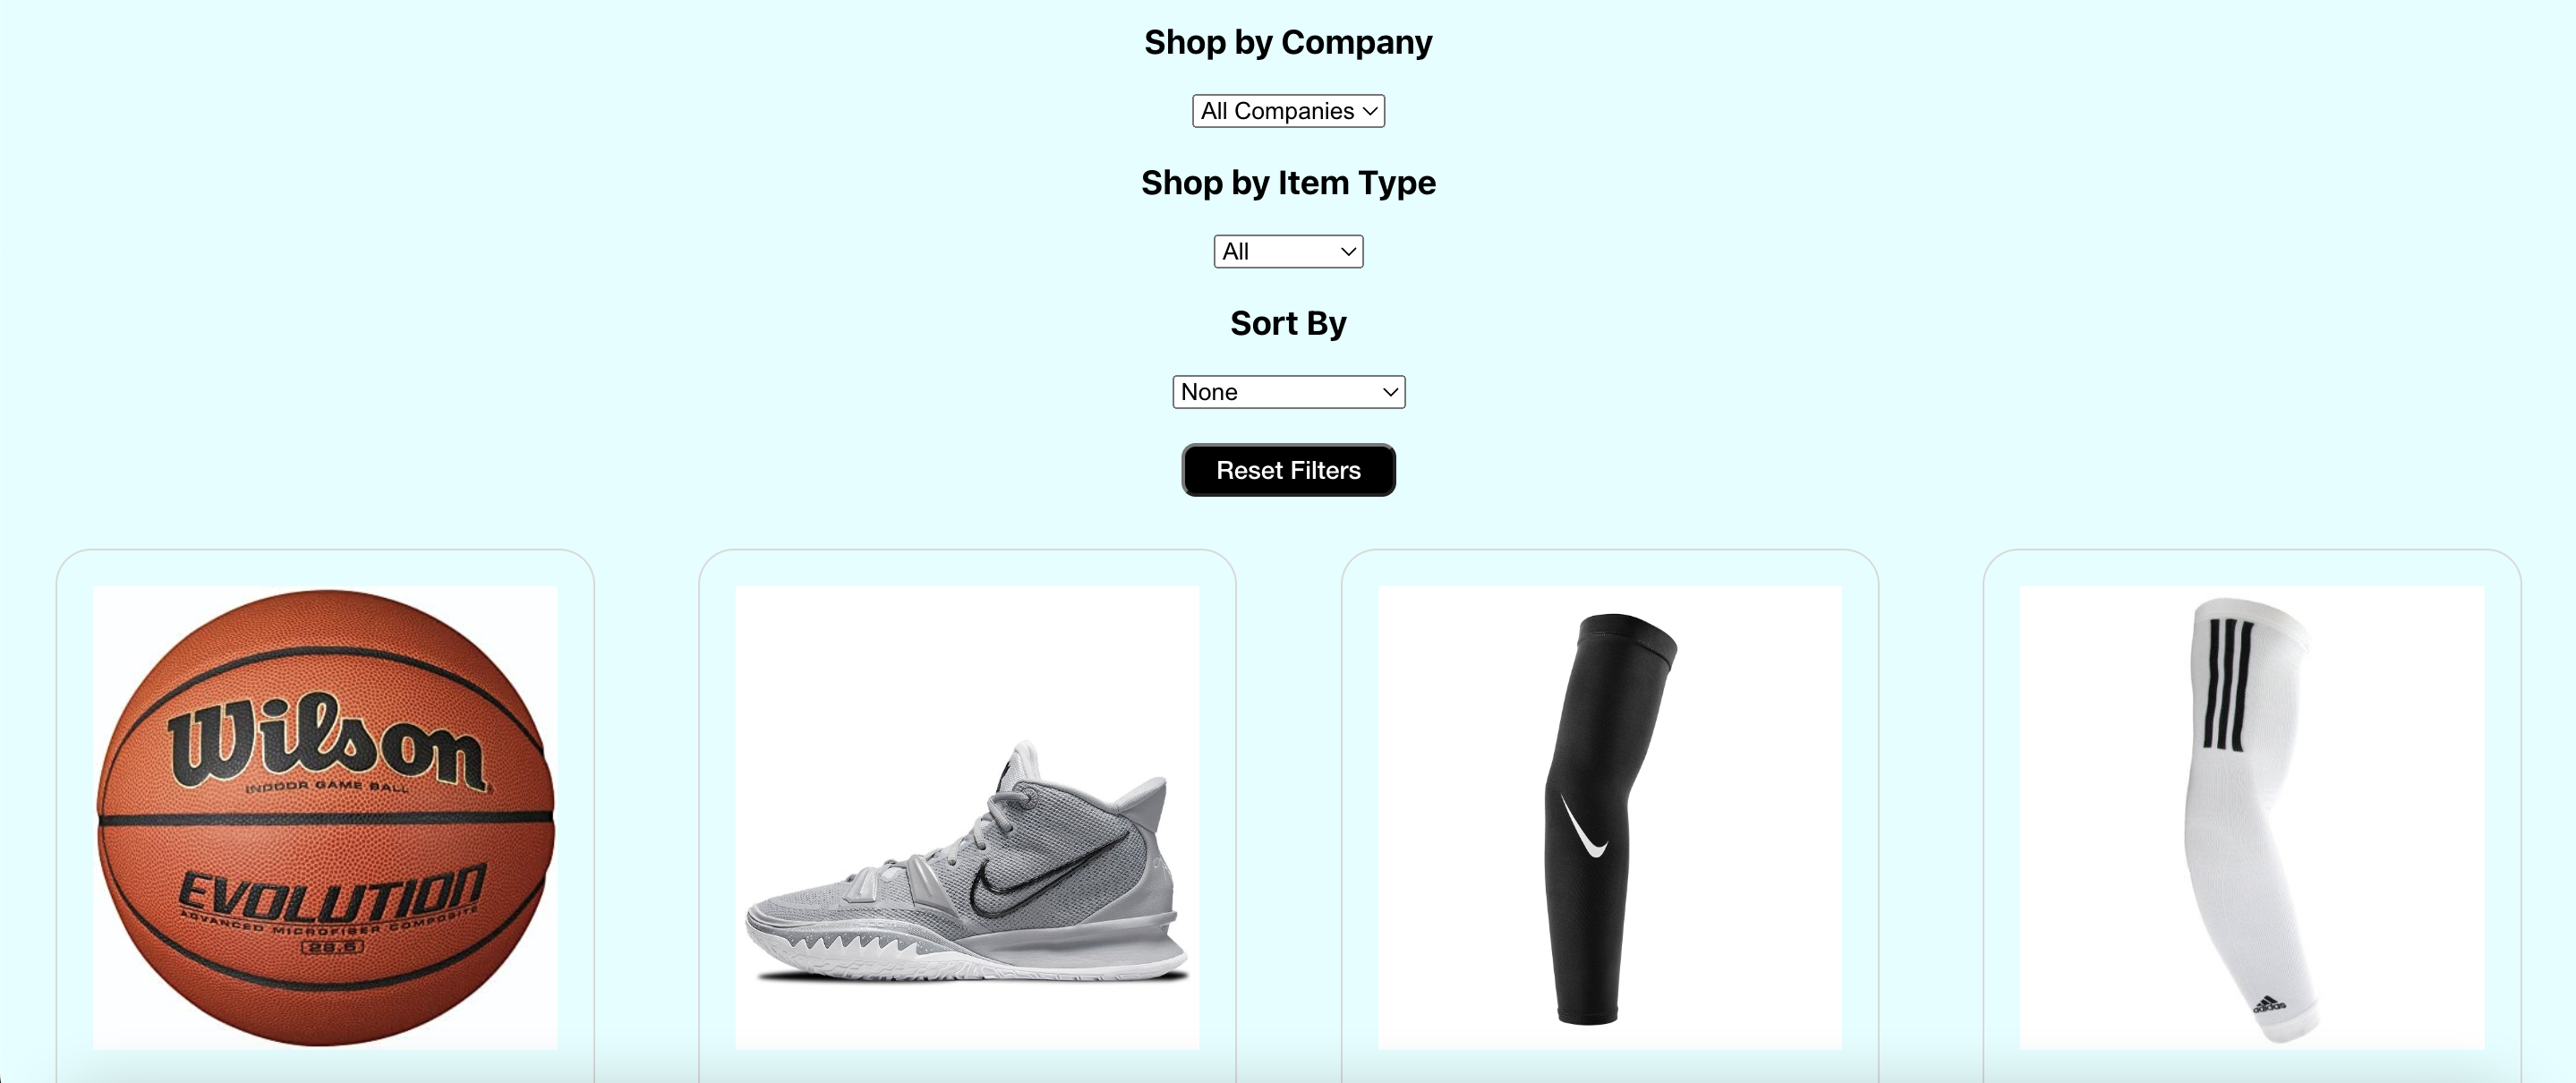 Shop by Company
All Companies
Shop by Item Type
All
Sort By
None
Reset Filters
Wilson
INDOOR GAME BALL
EVOLUTION
ADVANCED MICROFIBER COMPOSITE
28.5
adidas